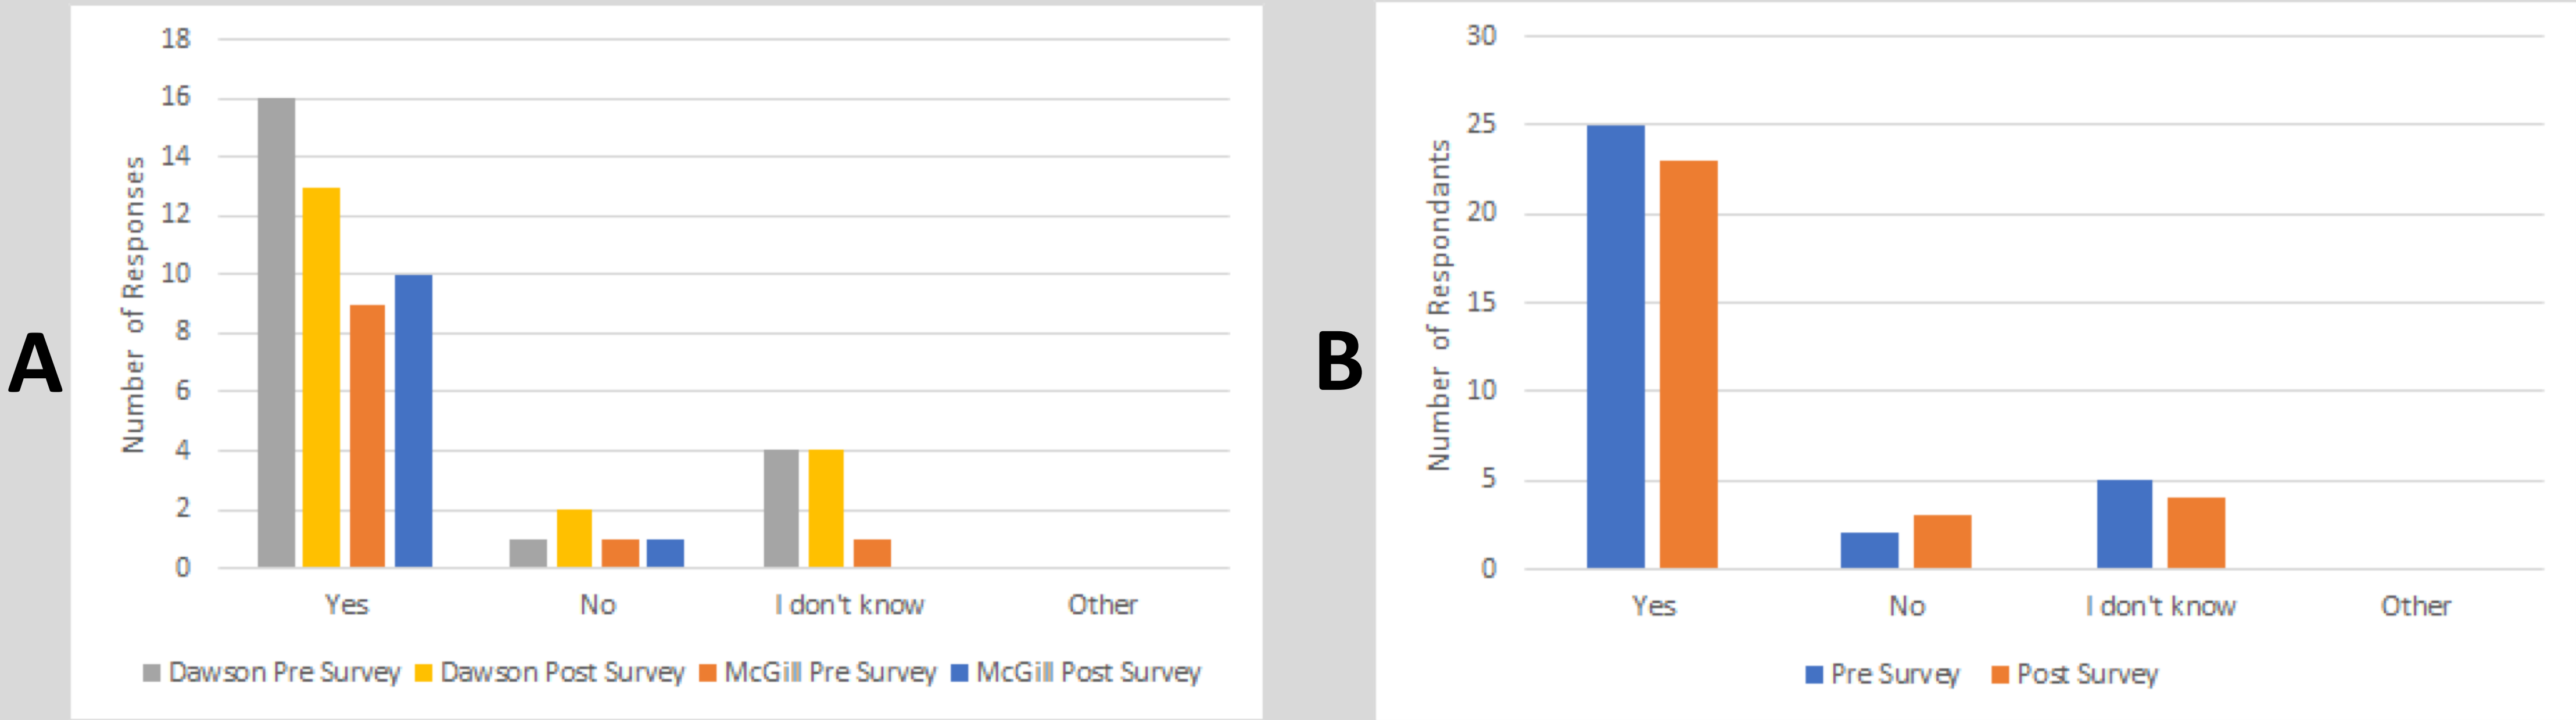 A
Number of Responses
18
16
14
12
10
8
6
4
2
0
Yes No I don't know Other
Dawson Pre Survey Dawson Post Survey McGill Pre Survey McGill Post Survey
B
Number of Respondants
30
25
20
15
10
5
0
Yes No I don't know Other
Pre Survey Post Survey